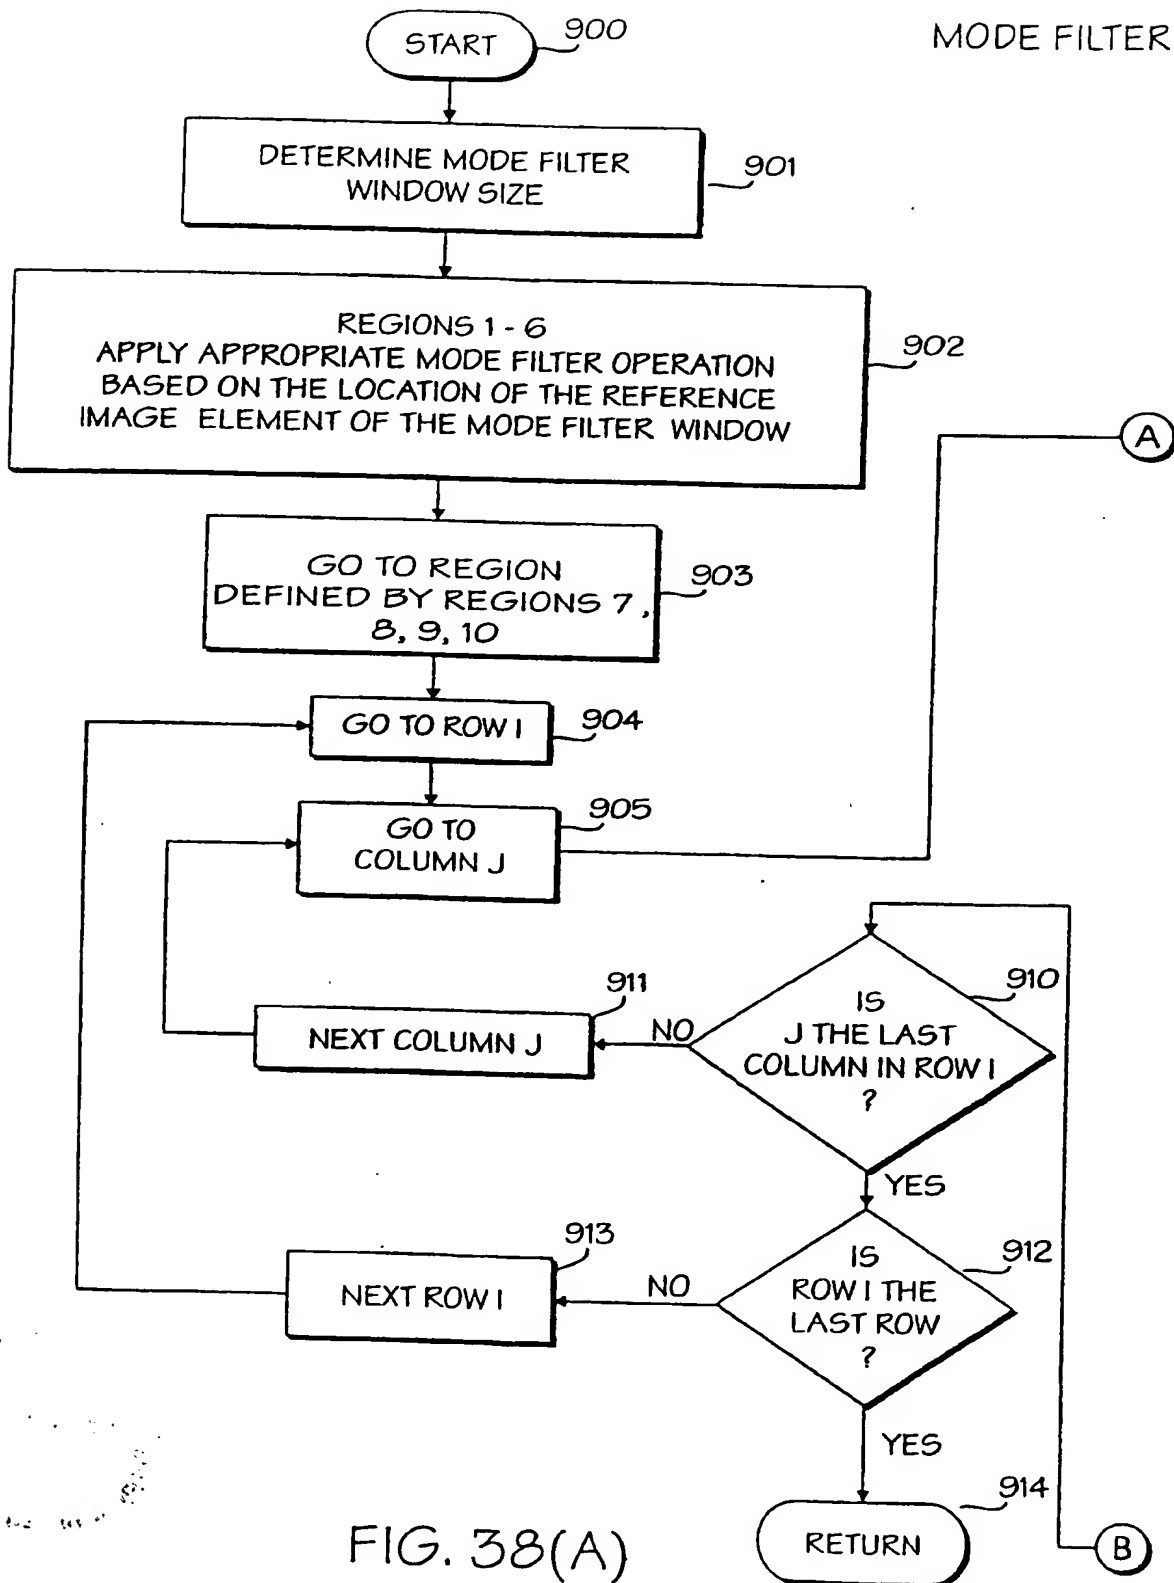 MODE FILTER
START
900
DETERMINE MODE FILTER
WINDOW SIZE
901
REGIONS 1 - 6
APPLY APPROPRIATE MODE FILTER OPERATION
BASED ON THE LOCATION OF THE REFERENCE
IMAGE ELEMENT OF THE MODE FILTER WINDOW
902
A
GO TO REGION
DEFINED BY REGIONS 7,
8, 9, 10
903
GO TO ROW I
904
GO TO
COLUMN J
905
IS
J THE LAST
COLUMN IN ROW I
?
910
NO
NEXT COLUMN J
911
YES
IS
ROW I THE
LAST ROW
?
912
NO
NEXT ROW I
913
YES
RETURN
914
B
FIG. 38(A)